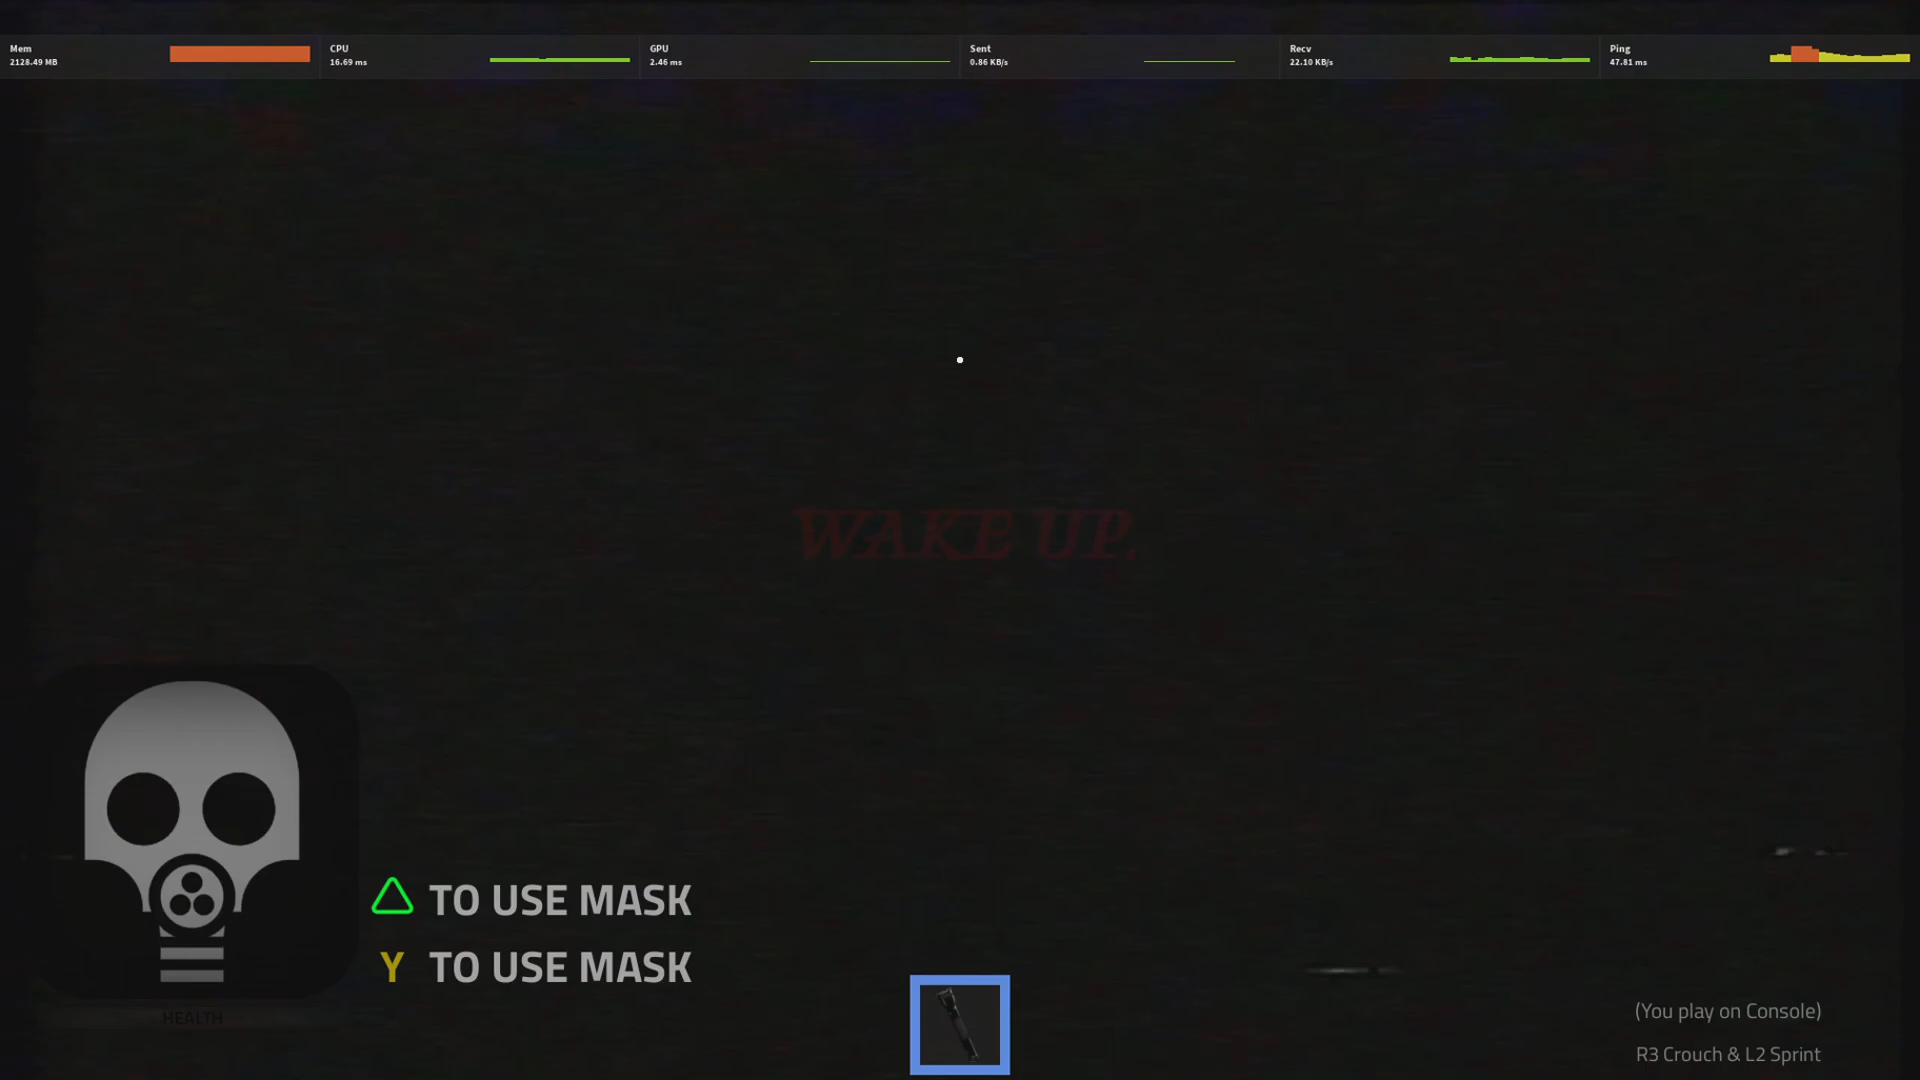 Mem
2128.49 MB
CPU
16.69 ms
GPU
2.46 ms
Sent
0.86 KB/s
Recv
22.10 KB/s
Ping
47.81 ms
WAKE UP.
TO USE MASK
Y TO USE MASK
HEALTH
(You play on Console)
R3 Crouch & L2 Sprint